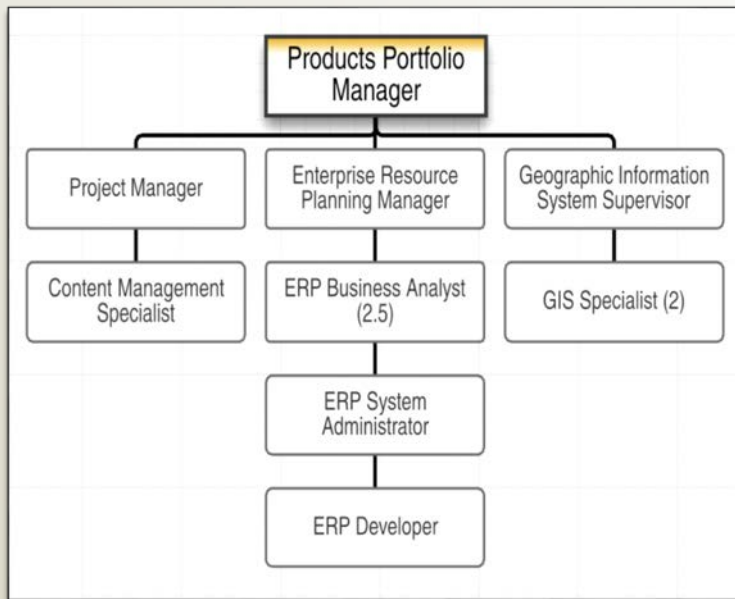 Products Portfolio
Manager
Project Manager
Enterprise Resource
Planning Manager
Geographic Information
System Supervisor
Content Management
Specialist
ERP Business Analyst
(2.5)
GIS Specialist (2)
ERP System
Administrator
ERP Developer